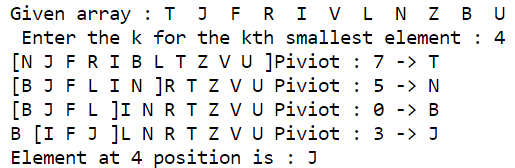 Given array : T J F R I V L N Z B U
Enter the k for the kth smallest element : 4
[N J F R I B L T Z V U ]Piviot : 7 -> T
[B J F L I N ]R T Z V U Piviot : 5 -> N
[B J F L ]I N R T Z V U Piviot : 0 -> B
B [I F J ]L N R T Z V U Piviot : 3 -> J
Element at 4 position is : J